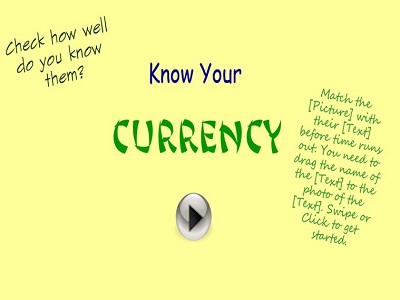 Check how well
do you know
them?
Know Your
CURRENCY
Match the
[Picture] with
their [Text]
before time runs
out. You need to
drag the name of
the [Text] to the
photo of the
[Text]. Swipe or
Click to get
started.